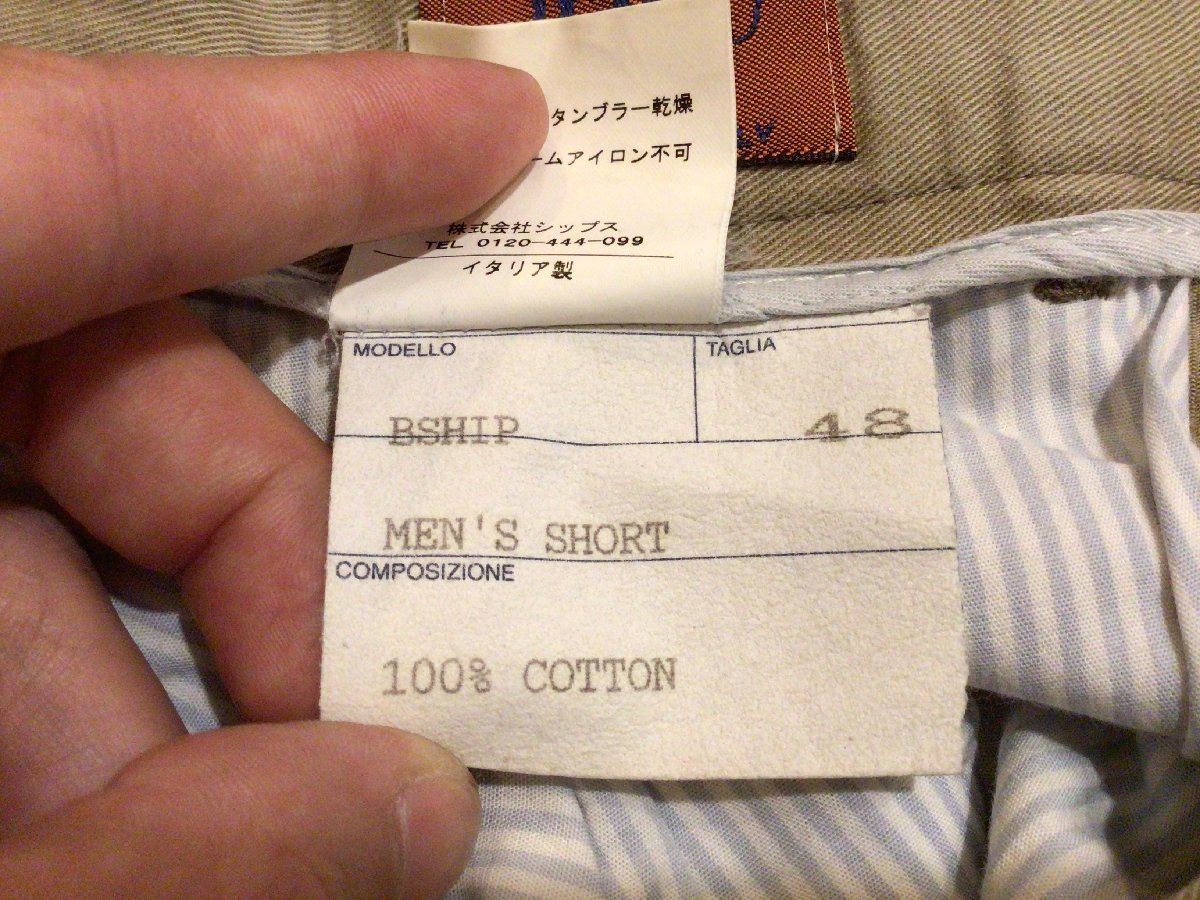 タンブラー乾燥
ームアイロン不可
株式会社シップス
TEL 0120-444-099
イタリア製
MODELLO
TAGLIA
BSHIP
48
MEN'S SHORT
COMPOSIZIONE
100% COTTON